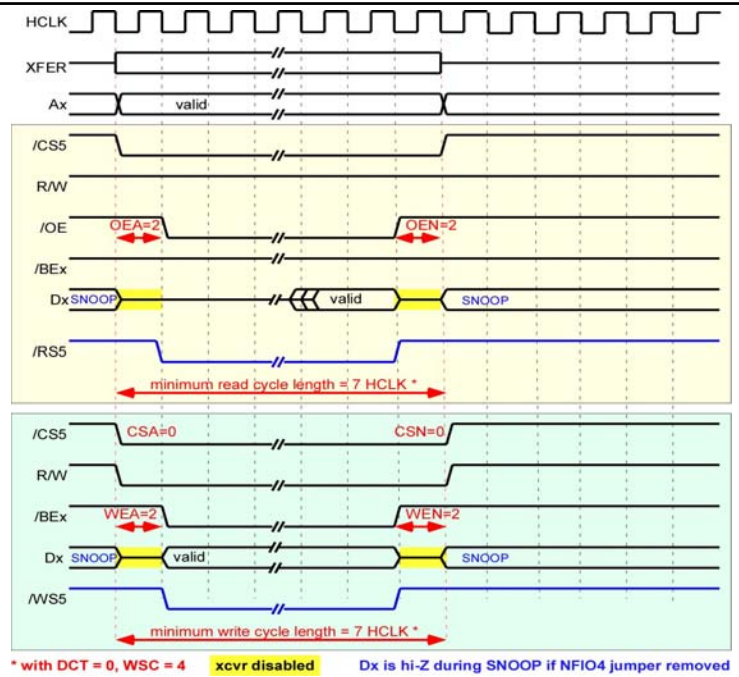 HCLK
XFER
Ax valid
/CS5
R/W
/OE OEA=2 OEN=2
/BEx
Dx SNOOP valid SNOOP
/RS5
minimum read cycle length = 7 HCLK *
/CS5 CSA=0 CSN=0
R/W
/BEx WEA=2 WEN=2
Dx SNOOP valid SNOOP
/WS5
minimum write cycle length = 7 HCLK *
* with DCT = 0, WSC = 4 xcvr disabled Dx is hi-Z during SNOOP if NFIO4 jumper removed